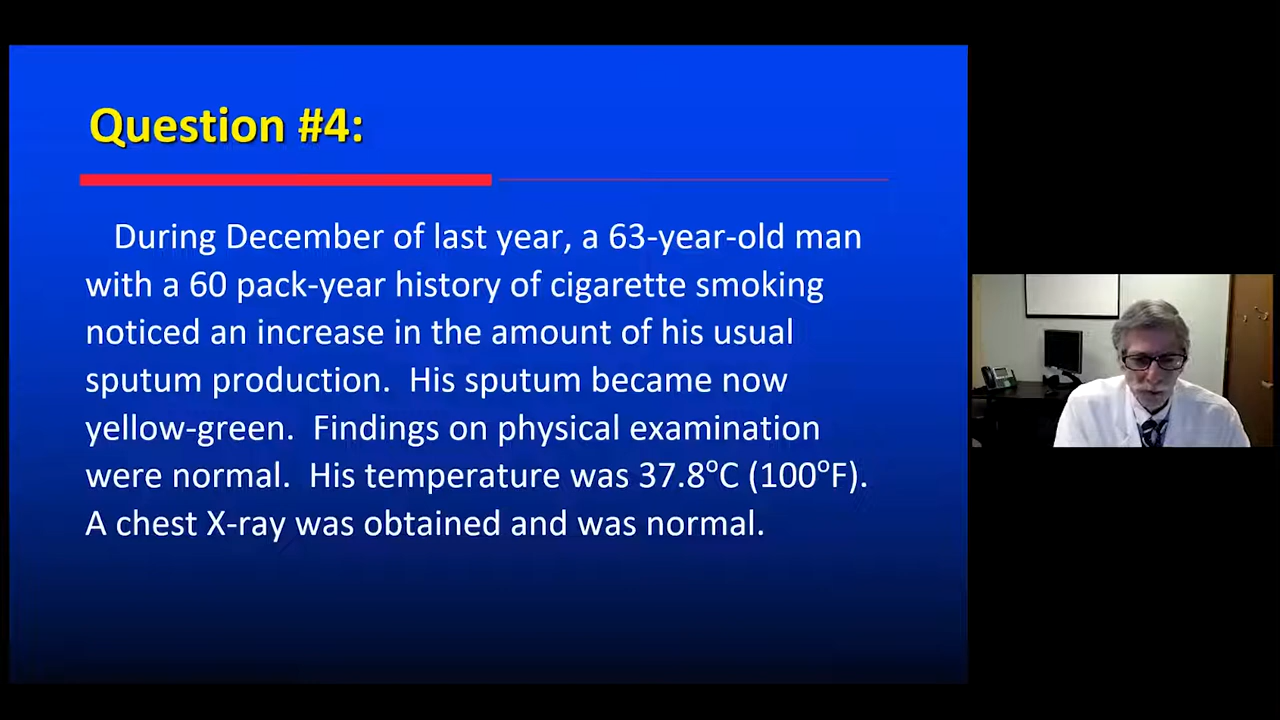 Question #4:
During December of last year, a 63-year-old man
with a 60 pack-year history of cigarette smoking
noticed an increase in the amount of his usual
sputum production.  His sputum became now
yellow-green.  Findings on physical examination
were normal.  His temperature was 37.8ºC (100ºF).
A chest X-ray was obtained and was normal.